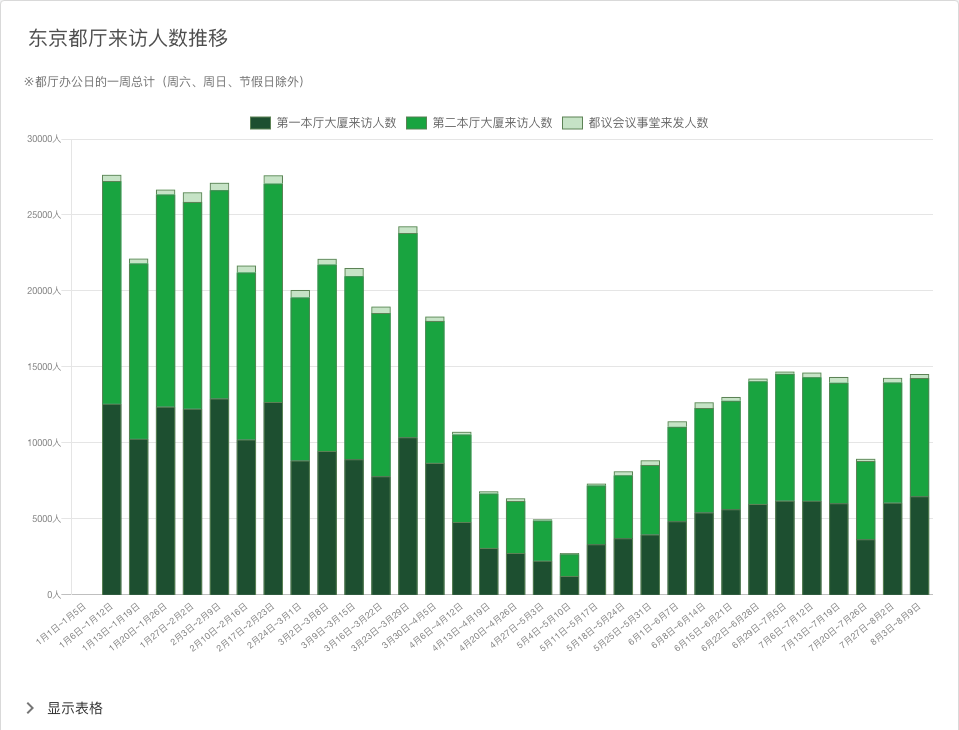 东京都厅来访人数推移
※都厅办公日的一周总计（周六、周日、节假日除外）
第一本厅大厦来访人数 第二本厅大厦来访人数 都议会议事堂来发人数
30000人
25000人
20000人
15000人
10000人
5000人
0人
1月1日~1月5日
1月6日~1月12日
1月13日~1月19日
1月20日~1月26日
1月27日~2月2日
2月3日~2月9日
2月10日~2月16日
2月17日~2月23日
2月24日~3月1日
3月2日~3月8日
3月9日~3月15日
3月16日~3月22日
3月23日~3月29日
3月30日~4月5日
4月6日~4月12日
4月13日~4月19日
4月20日~4月26日
4月27日~5月3日
5月4日~5月10日
5月11日~5月17日
5月18日~5月24日
5月25日~5月31日
6月1日~6月7日
6月8日~6月14日
6月15日~6月21日
6月22日~6月28日
6月29日~7月5日
7月6日~7月12日
7月13日~7月19日
7月20日~7月26日
7月27日~8月2日
8月3日~8月9日
显示表格